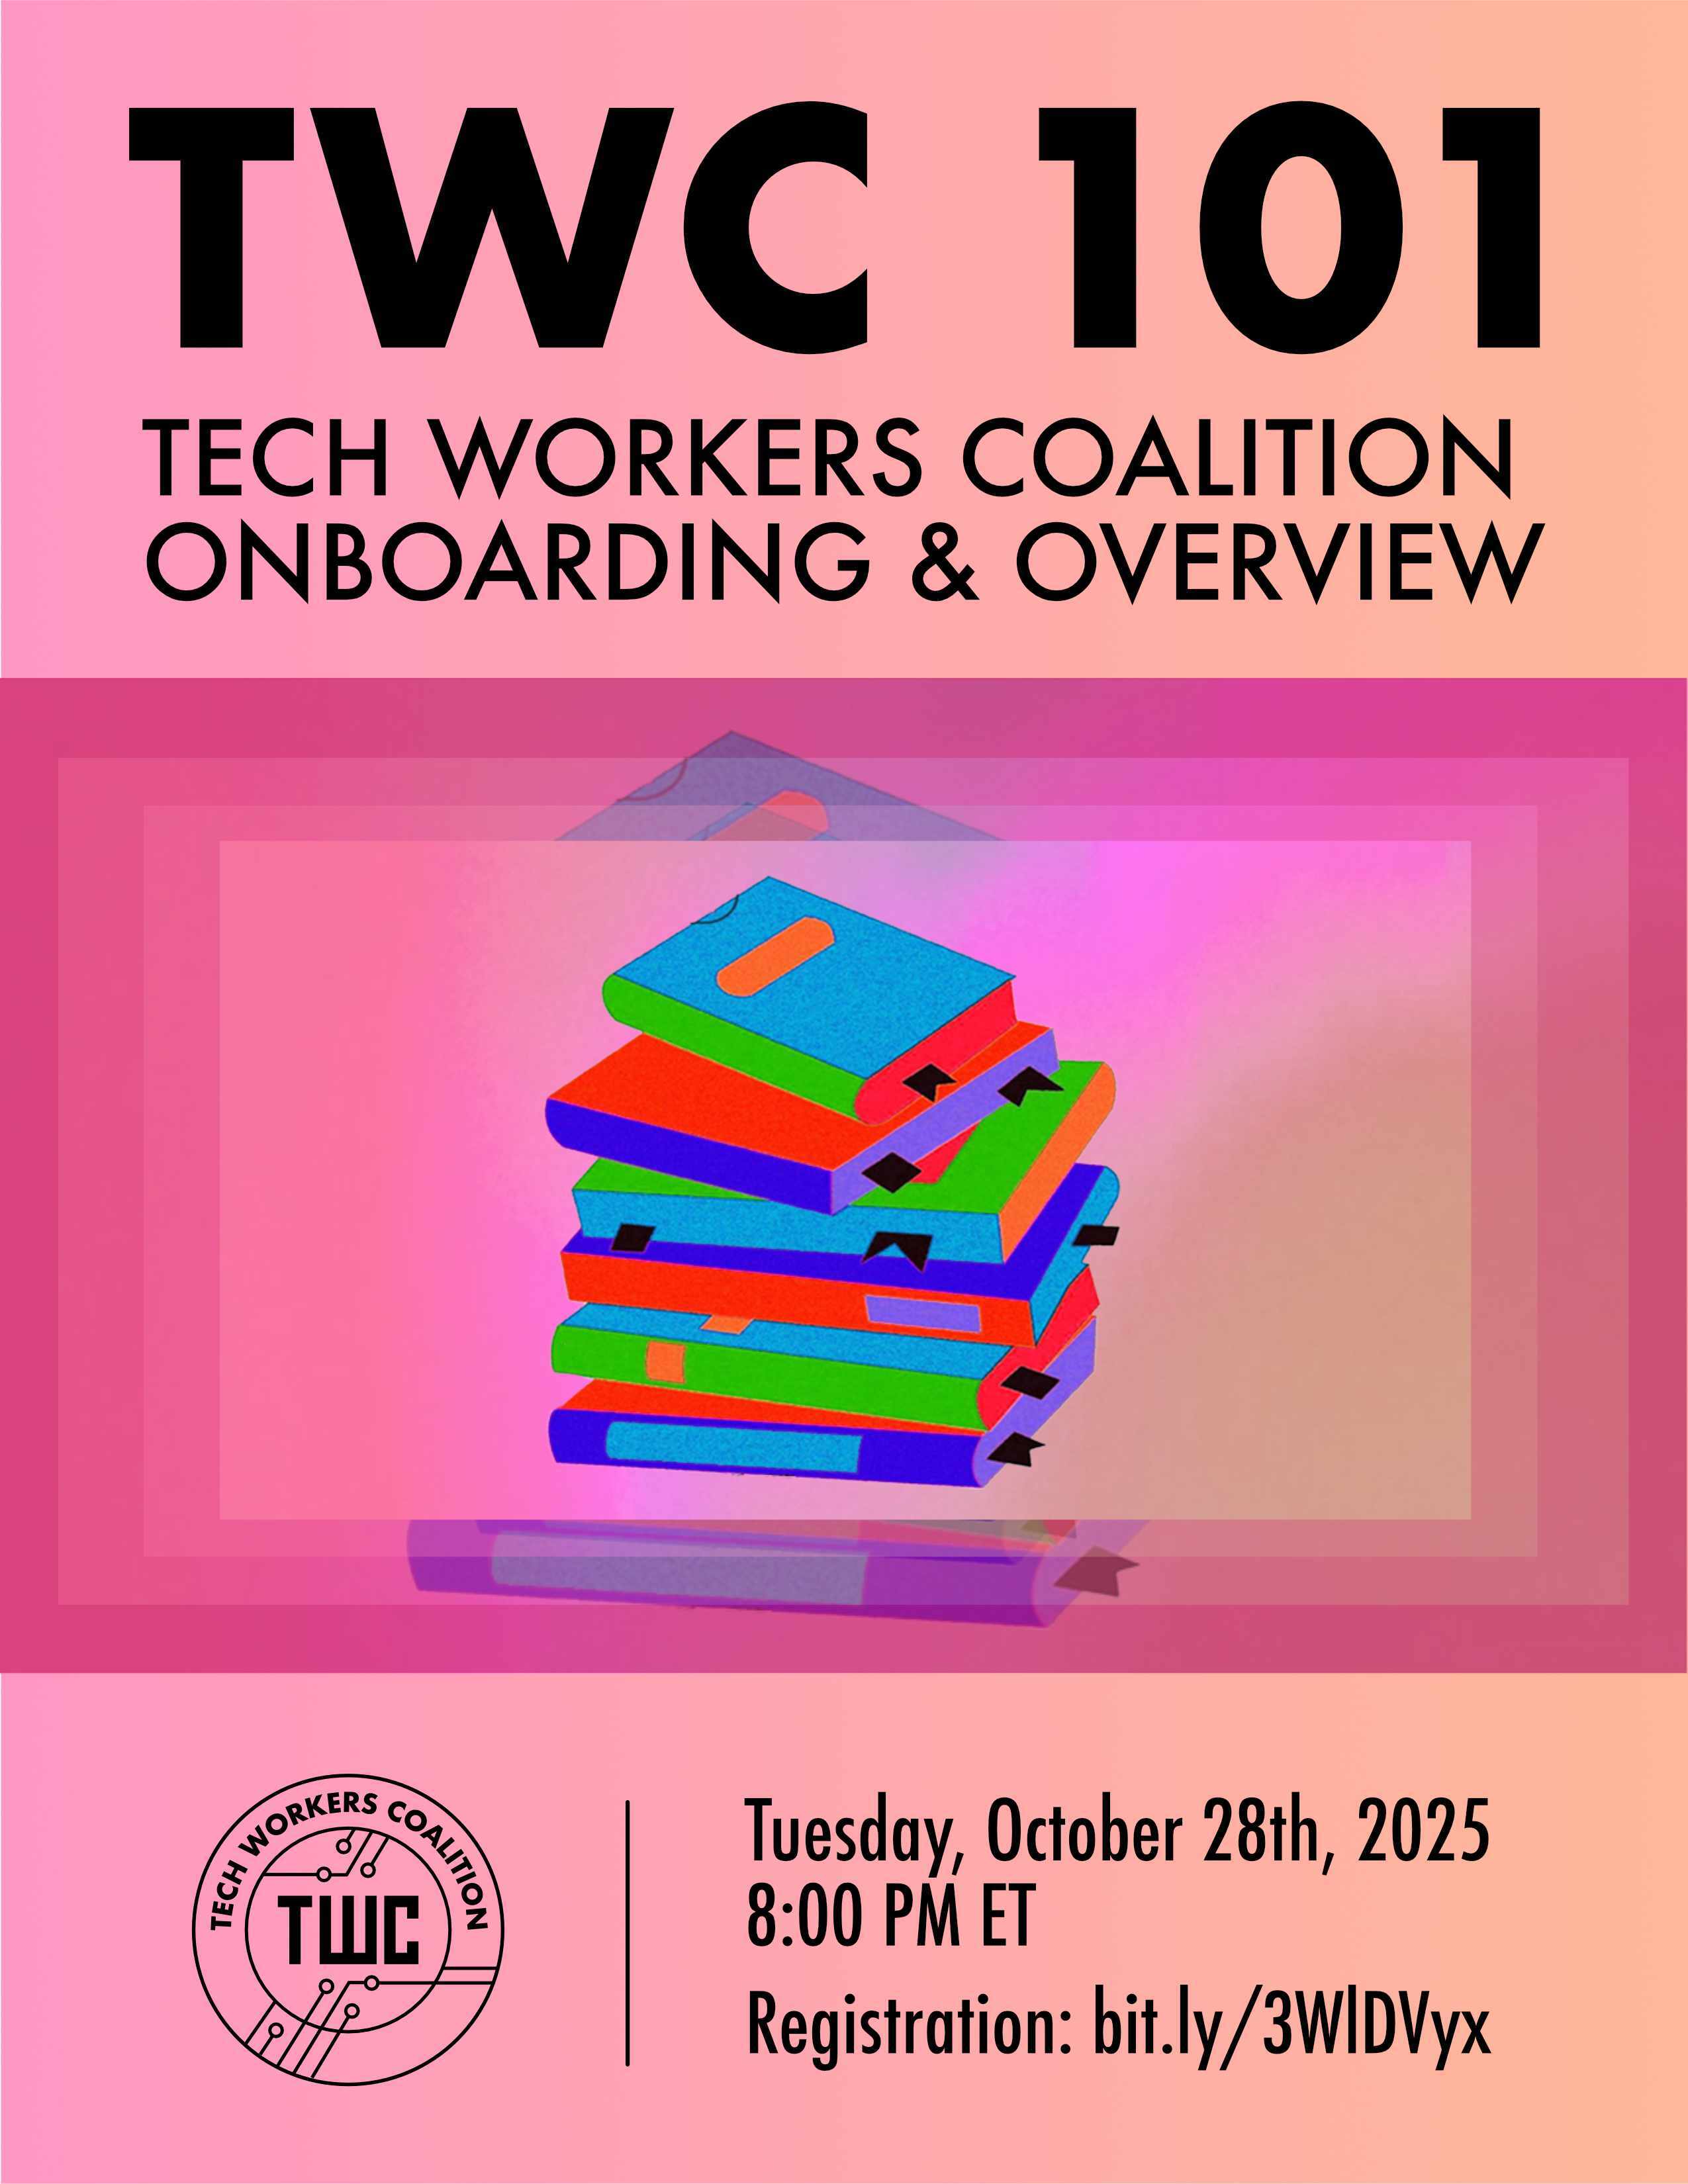 TWC 101
TECH WORKERS COALITION
ONBOARDING & OVERVIEW
TECH WORKERS COALITION
TWC
Tuesday, October 28th, 2025
8:00 PM ET
Registration: bit.ly/3WlDVyx